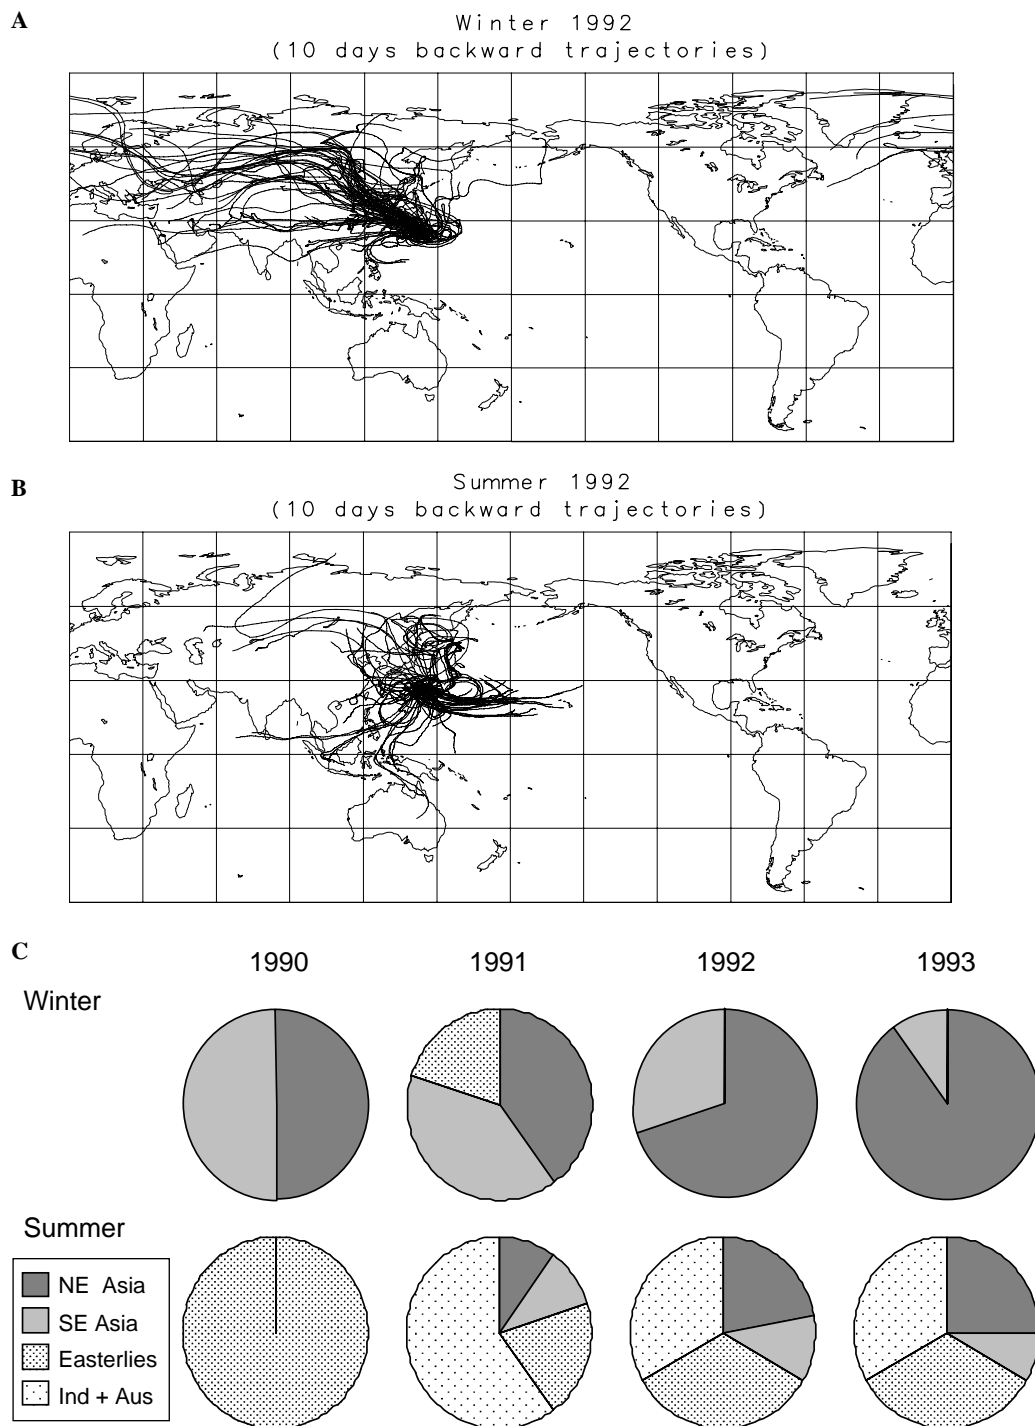 A
Winter 1992
(10 days backward trajectories)
B
Summer 1992
(10 days backward trajectories)
C
1990 1991 1992 1993
Winter
Summer
NE Asia
SE Asia
Easterlies
Ind + Aus